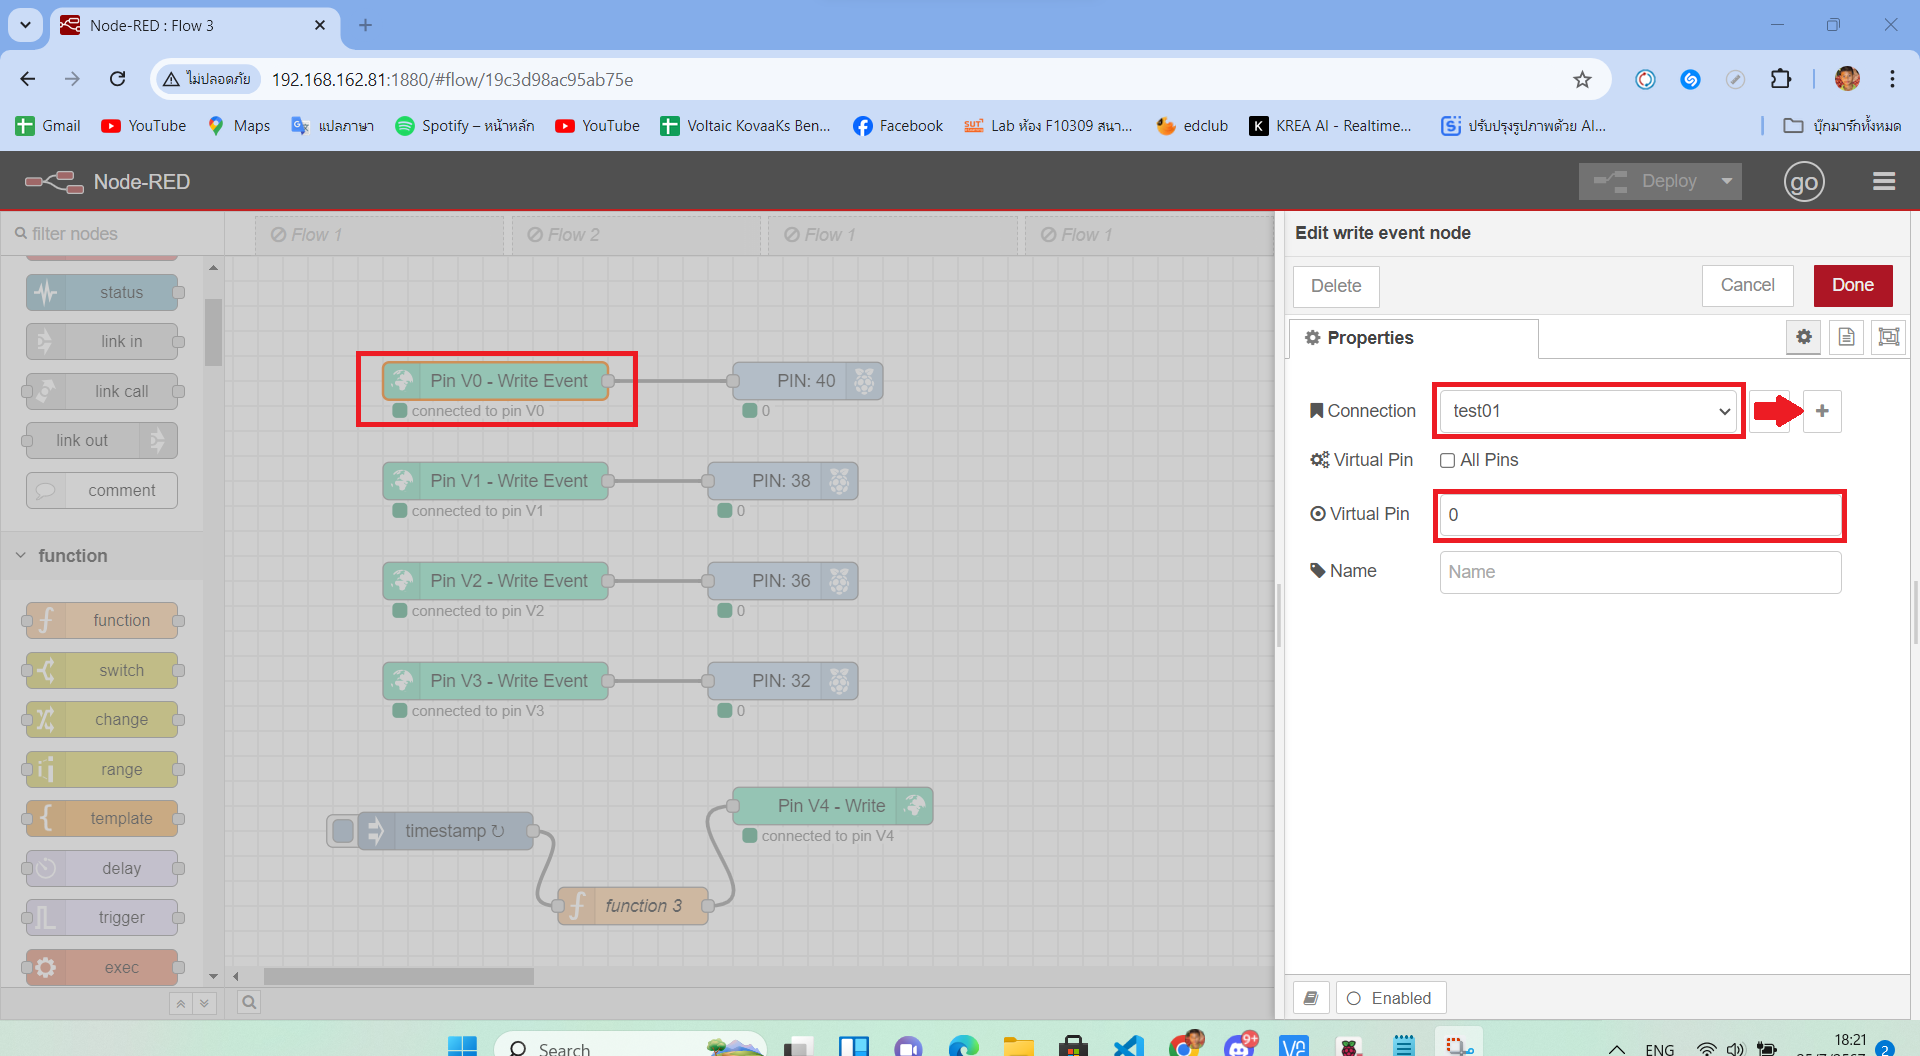 Node-RED : Flow 3
ไม่ปลอดภัย
192.168.162.81:1880/#flow/19c3d98ac95ab75e
Gmail
YouTube
Maps
แปลภาษา
Spotify – หน้าหลัก
YouTube
Voltaic KovaaKs Ben...
Facebook
SUT
Lab ห้อง F10309 สนา...
edclub
K
KREA AI - Realtime...
S
ปรับปรุงรูปภาพด้วย AI...
บุ๊กมาร์กทั้งหมด
Node-RED
Deploy
go
filter nodes
Flow 1
Flow 2
Flow 1
Flow 1
Edit write event node
Delete
Cancel
Done
Properties
status
link in
link call
link out
comment
function
function
switch
change
range
template
delay
trigger
exec
Pin V0 - Write Event
connected to pin V0
PIN: 40
0
Pin V1 - Write Event
connected to pin V1
PIN: 38
0
Pin V2 - Write Event
connected to pin V2
PIN: 36
0
Pin V3 - Write Event
connected to pin V3
PIN: 32
0
timestamp ↻
function 3
Pin V4 - Write
connected to pin V4
Connection
test01
Virtual Pin
All Pins
Virtual Pin
0
Name
Name
Enabled
Search
9+
ENG
18:21
2